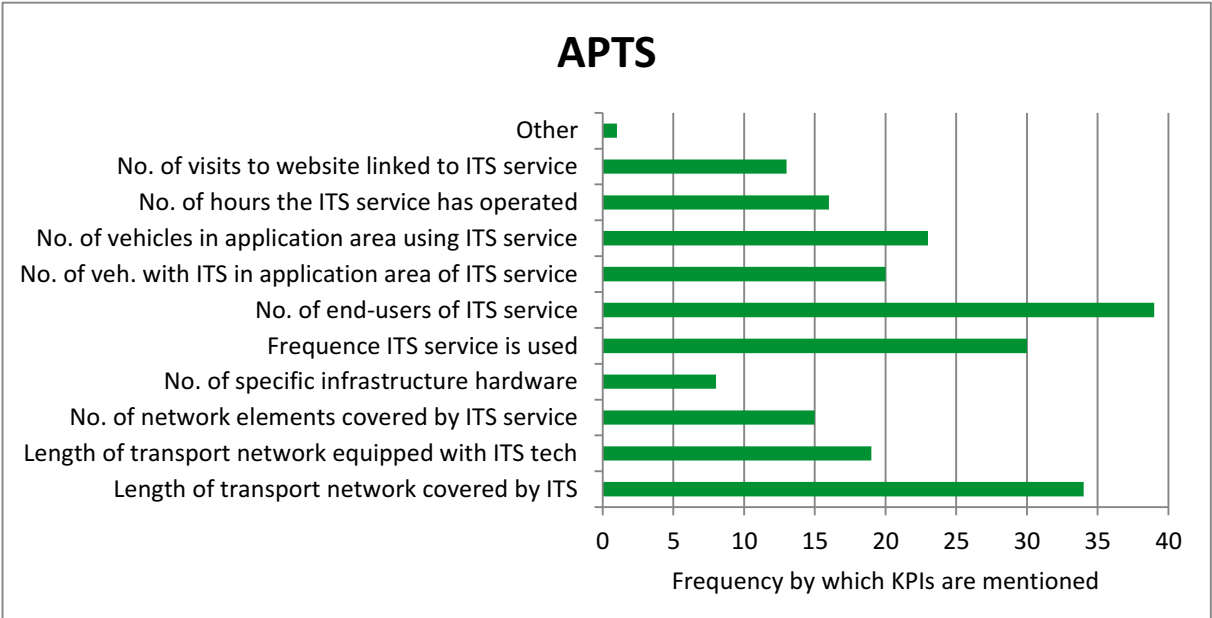 APTS
Other
No. of visits to website linked to ITS service
No. of hours the ITS service has operated
No. of vehicles in application area using ITS service
No. of veh. with ITS in application area of ITS service
No. of end-users of ITS service
Frequence ITS service is used
No. of specific infrastructure hardware
No. of network elements covered by ITS service
Length of transport network equipped with ITS tech
Length of transport network covered by ITS
0 5 10 15 20 25 30 35 40
Frequency by which KPIs are mentioned